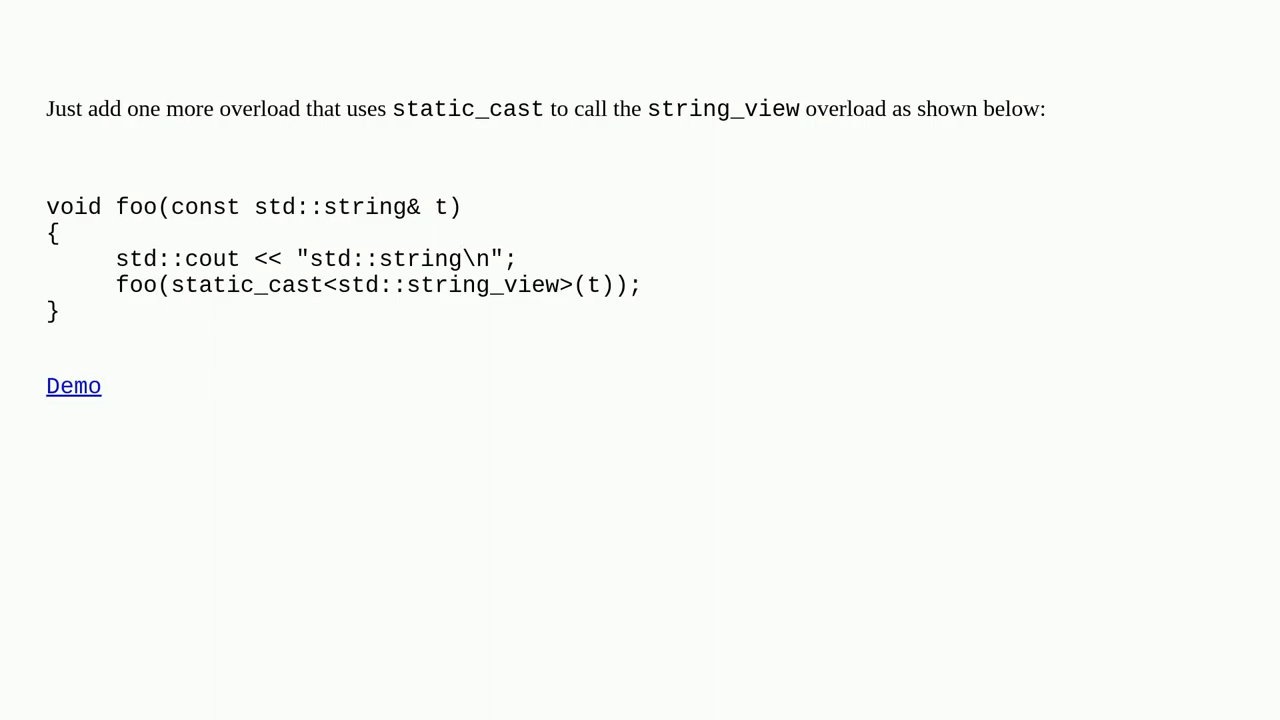 Just add one more overload that uses static_cast to call the string_view overload as shown below:
void foo(const std::string& t)
{
     std::cout << "std::string\n";
     foo(static_cast<std::string_view>(t));
}
Demo